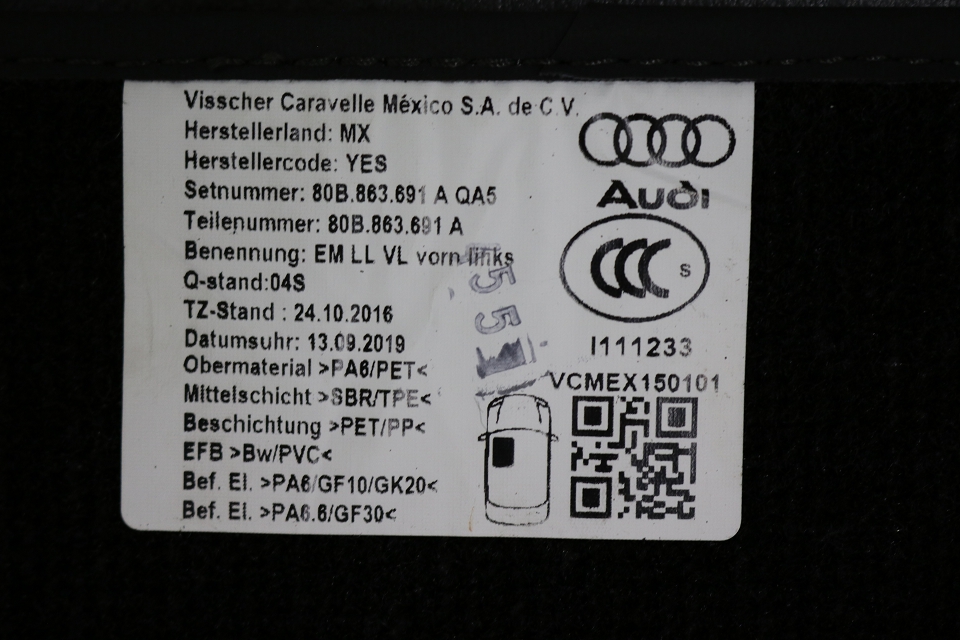 Visscher Caravelle México S.A. de C.V.
Herstellerland: MX
Herstellercode: YES
Setnummer: 80B.863.691 A QA5
Teilenummer: 80B.863.691 A
Benennung: EM LL VL vorn links
Q-stand:04S
TZ-Stand : 24.10.2016
Datumsuhr: 13.09.2019
Obermaterial >PA6/PET<
Mittelschicht >SBR/TPE<
Beschichtung >PET/PP<
EFB >Bw/PVC<
Bef. El. >PA6/GF10/GK20<
Bef. El. >PA6.6/GF30<
Audi
CCC S
I111233
VCMEX150101